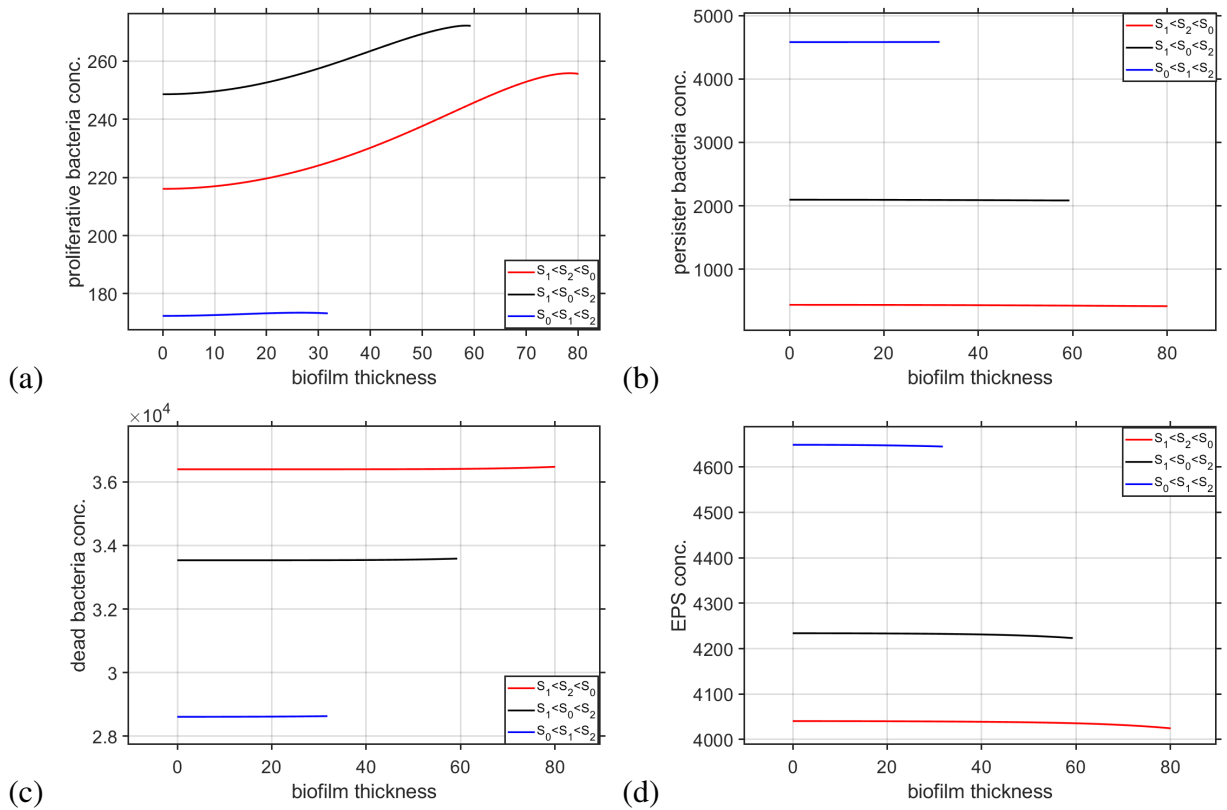 proliferative bacteria conc.
260
240
220
200
180
0 10 20 30 40 50 60 70 80
biofilm thickness
S₁<S₂<S₀
S₁<S₀<S₂
S₀<S₁<S₂
(a)
persister bacteria conc.
5000
4000
3000
2000
1000
0 20 40 60 80
biofilm thickness
S₁<S₂<S₀
S₁<S₀<S₂
S₀<S₁<S₂
(b)
×10⁴
dead bacteria conc.
3.6
3.4
3.2
3
2.8
0 20 40 60 80
biofilm thickness
S₁<S₂<S₀
S₁<S₀<S₂
S₀<S₁<S₂
(c)
EPS conc.
4600
4500
4400
4300
4200
4100
4000
0 20 40 60 80
biofilm thickness
S₁<S₂<S₀
S₁<S₀<S₂
S₀<S₁<S₂
(d)